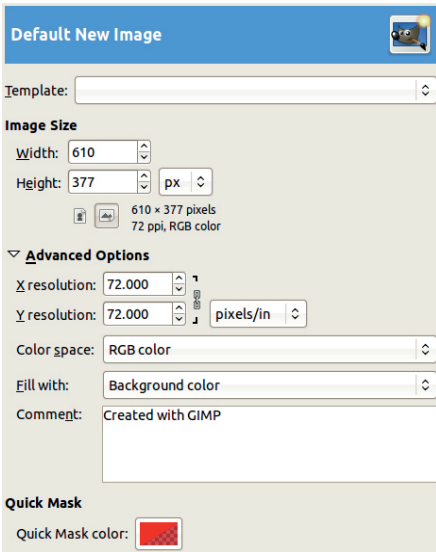 Default New Image
Template:
Image Size
Width: 610
Height: 377 px
610 × 377 pixels
72 ppi, RGB color
Advanced Options
X resolution: 72.000
Y resolution: 72.000 pixels/in
Color space: RGB color
Fill with: Background color
Comment: Created with GIMP
Quick Mask
Quick Mask color: